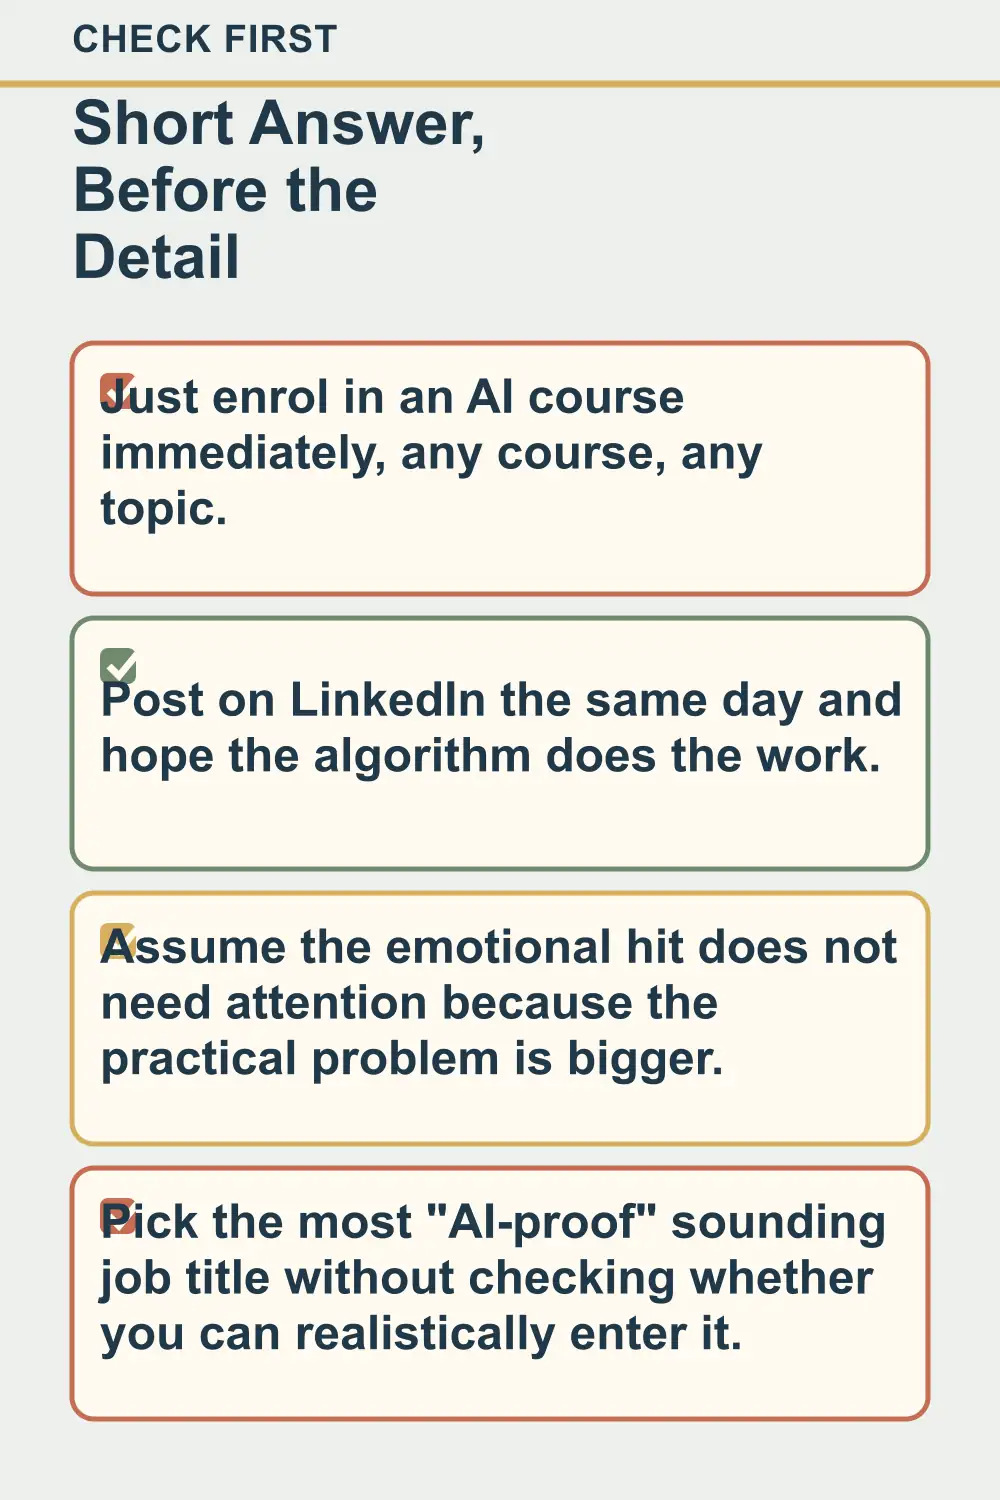 CHECK FIRST
Short Answer,
Before the
Detail
Just enrol in an AI course
immediately, any course, any
topic.
Post on LinkedIn the same day and
hope the algorithm does the work.
Assume the emotional hit does not
need attention because the
practical problem is bigger.
Pick the most "AI-proof" sounding
job title without checking whether
you can realistically enter it.